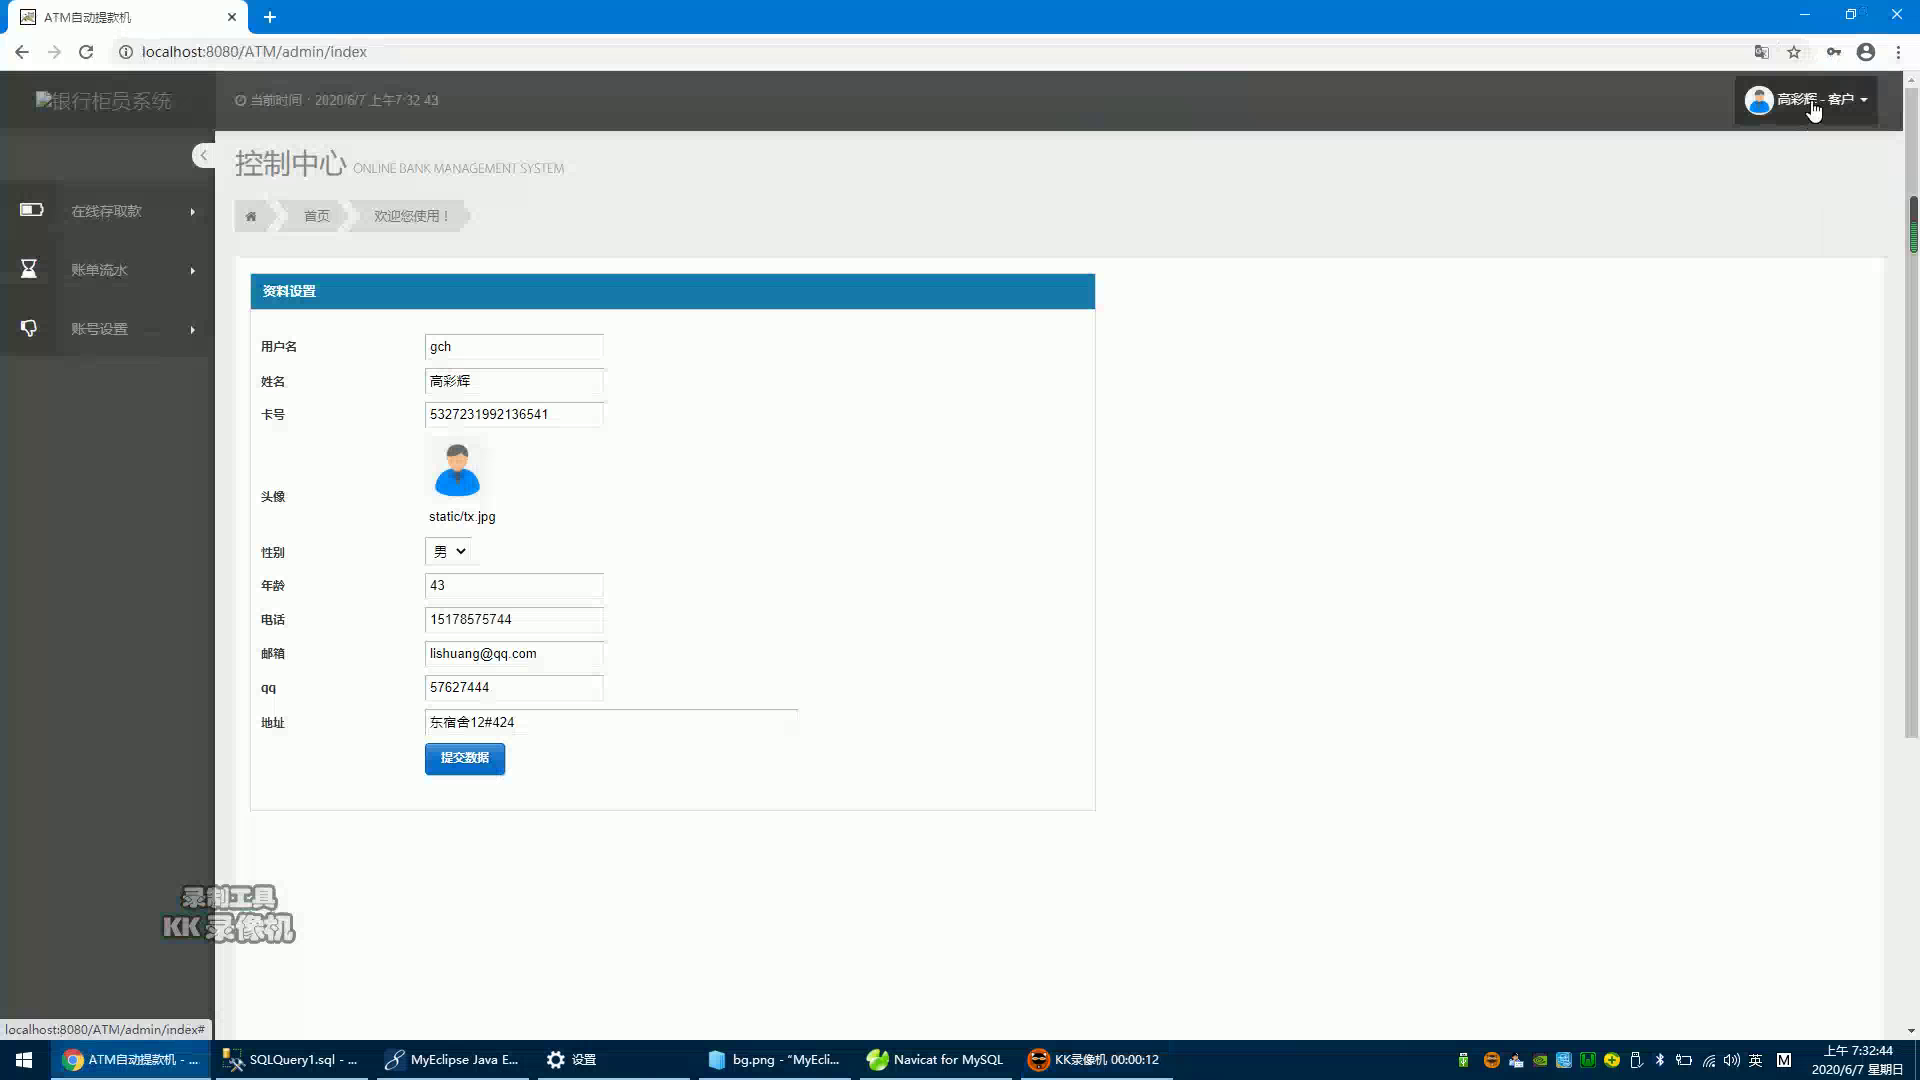 ATM自动提款机
localhost:8080/ATM/admin/index
银行柜员系统
当前时间：2020/6/7 上午7:32:43
高彩辉 - 客户
控制中心 ONLINE BANK MANAGEMENT SYSTEM
首页 欢迎您使用！
在线存取款
账单流水
账号设置
资料设置
用户名 gch
姓名 高彩辉
卡号 5327231992136541
头像
static/tx.jpg
性别 男
年龄 43
电话 15178575744
邮箱 lishuang@qq.com
qq 57627444
地址 东宿舍12#424
提交数据
录制工具
KK 录像机
localhost:8080/ATM/admin/index#
ATM自动提款机 - ...
SQLQuery1.sql - ...
MyEclipse Java E...
设置
bg.png - “MyEcli...
Navicat for MySQL
KK录像机 00:00:12
英
M
上午 7:32:44
2020/6/7 星期日